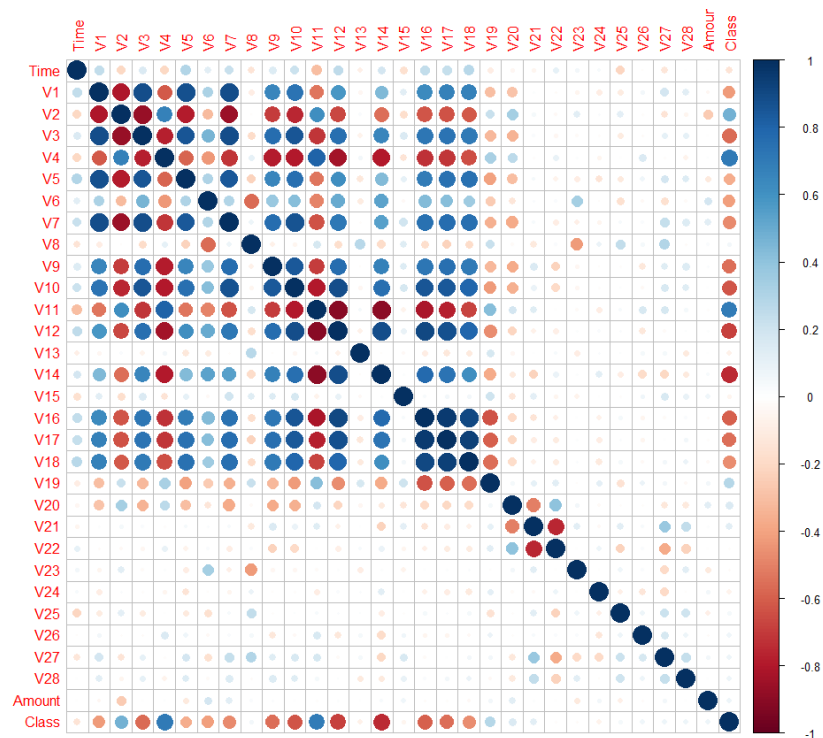 Time V1 V2 V3 V4 V5 V6 V7 V8 V9 V10 V11 V12 V13 V14 V15 V16 V17 V18 V19 V20 V21 V22 V23 V24 V25 V26 V27 V28 Amour Class
Time
V1
V2
V3
V4
V5
V6
V7
V8
V9
V10
V11
V12
V13
V14
V15
V16
V17
V18
V19
V20
V21
V22
V23
V24
V25
V26
V27
V28
Amount
Class
1
0.8
0.6
0.4
0.2
0
-0.2
-0.4
-0.6
-0.8
-1